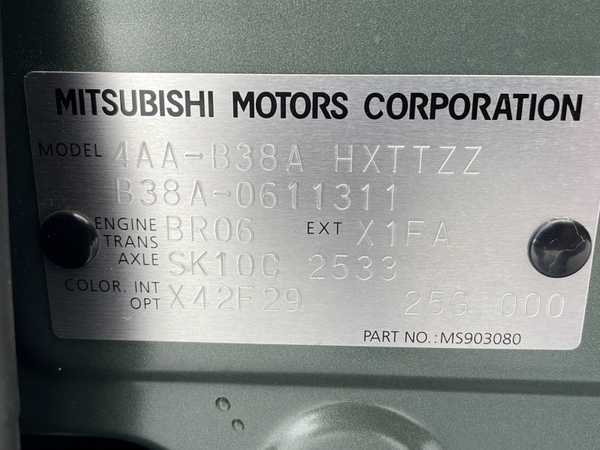 MITSUBISHI MOTORS CORPORATION
MODEL 4AA-B38A HXTTZZ
B38A-0611311
ENGINE BR06 EXT X1FA
TRANS AXLE SK10C 2533
COLOR. INT OPT X42F29 25G 000
PART NO.:MS903080